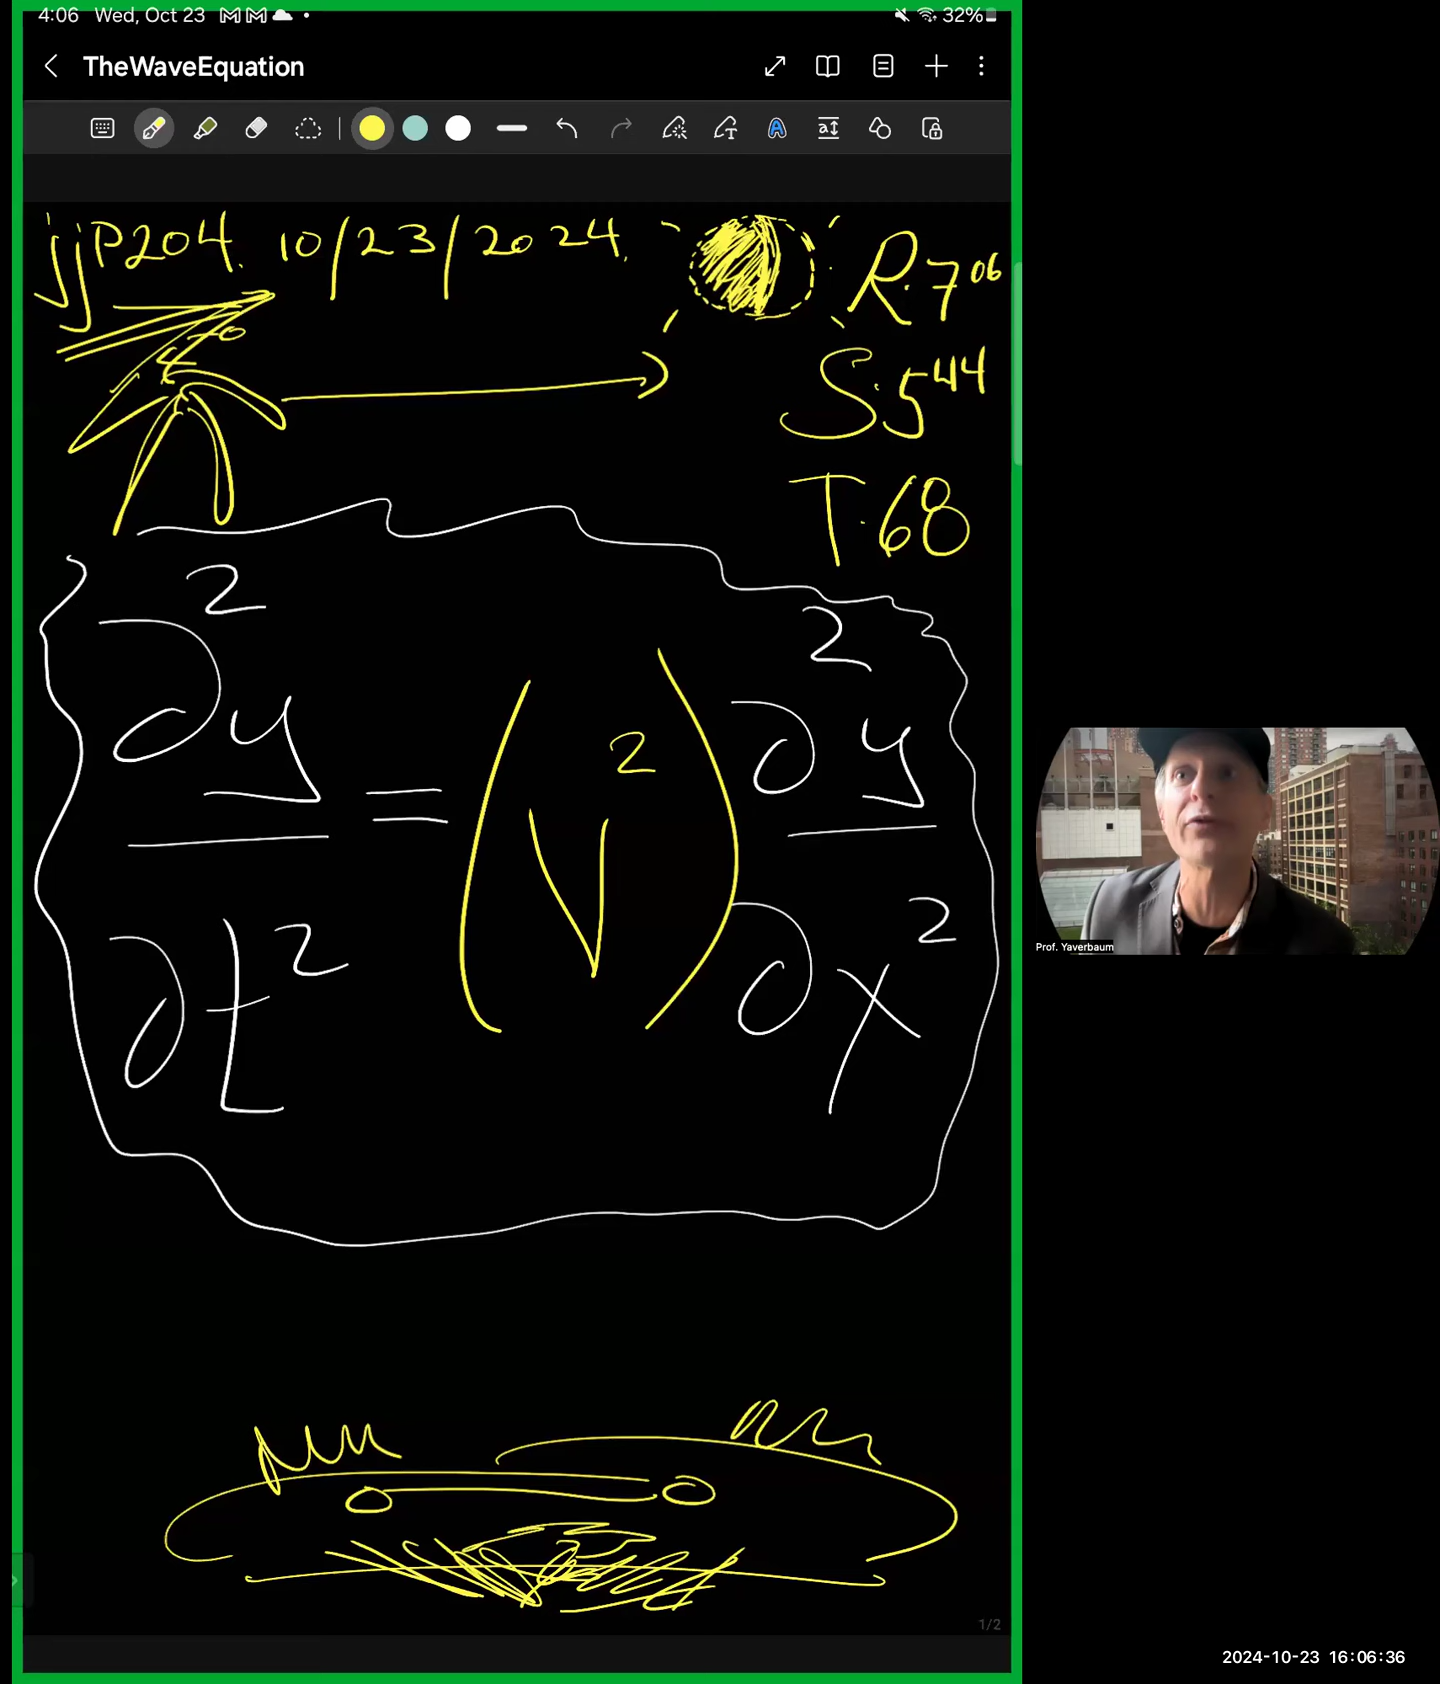 4:06 Wed, Oct 23 32%
TheWaveEquation
jjP204. 10/23/2024.
R:7⁰⁶
S:5⁴⁴
T:68
∂²y/∂t² = (v²) ∂²y/∂x²
Prof. Yaverbaum
1/2
2024-10-23 16:06:36